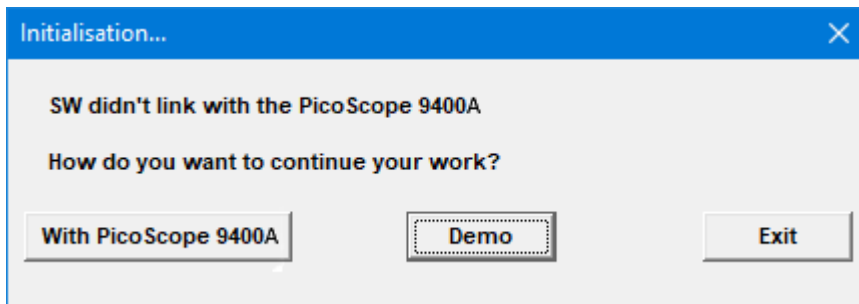 Initialisation...
SW didn't link with the PicoScope 9400A
How do you want to continue your work?
With PicoScope 9400A Demo Exit